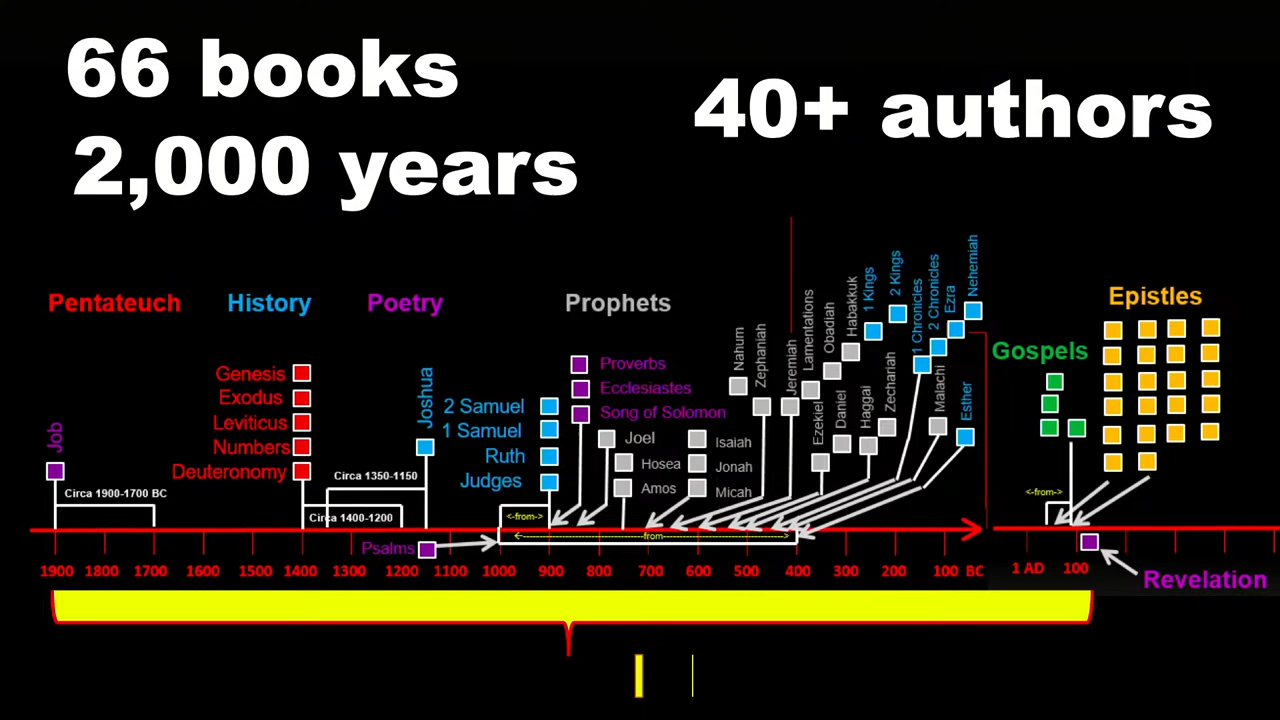 66 books
2,000 years
40+ authors
Pentateuch
History
Poetry
Prophets
Gospels
Epistles
Job
Circa 1900-1700 BC
Genesis
Exodus
Leviticus
Numbers
Deuteronomy
Circa 1350-1150
Circa 1400-1200
Joshua
Psalms
2 Samuel
1 Samuel
Ruth
Judges
<-from->
Proverbs
Ecclesiastes
Song of Solomon
Joel
Hosea
Amos
Isaiah
Jonah
Micah
Nahum
Zephaniah
Jeremiah
Lamentations
Obadiah
Habakkuk
1 Kings
2 Kings
1 Chronicles
2 Chronicles
Ezra
Nehemiah
Ezekiel
Daniel
Haggai
Zechariah
Malachi
Esther
<-from->
from
1900 1800 1700 1600 1500 1400 1300 1200 1100 1000 900 800 700 600 500 400 300 200 100 BC
1 AD 100
Revelation